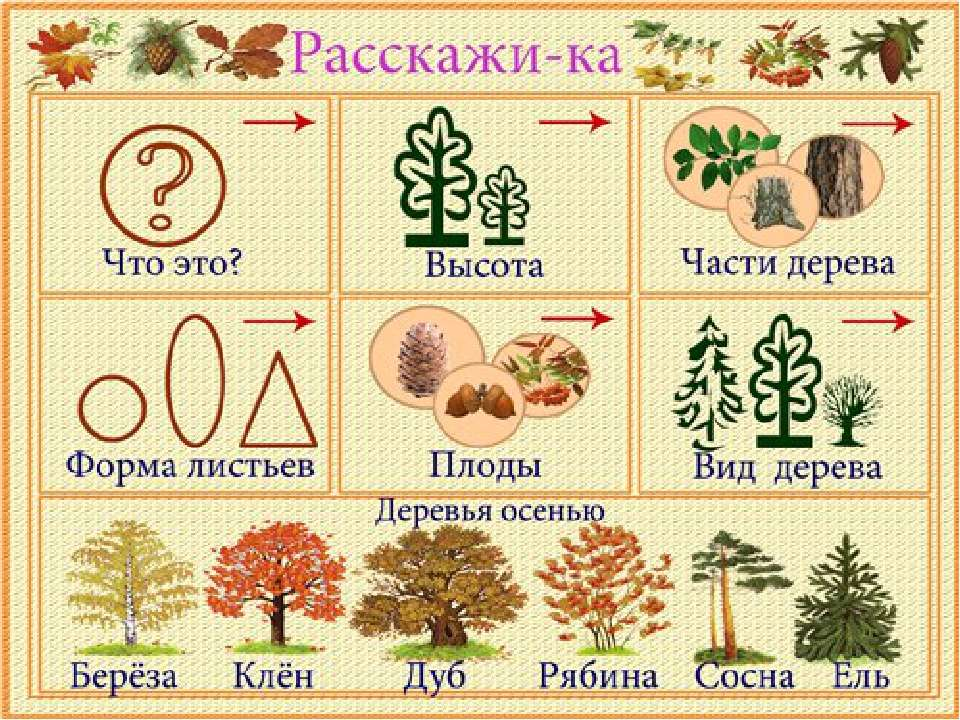 Расскажи-ка
Что это?
Высота
Части дерева
Форма листьев
Плоды
Вид дерева
Деревья осенью
Берёза Клён Дуб Рябина Сосна Ель